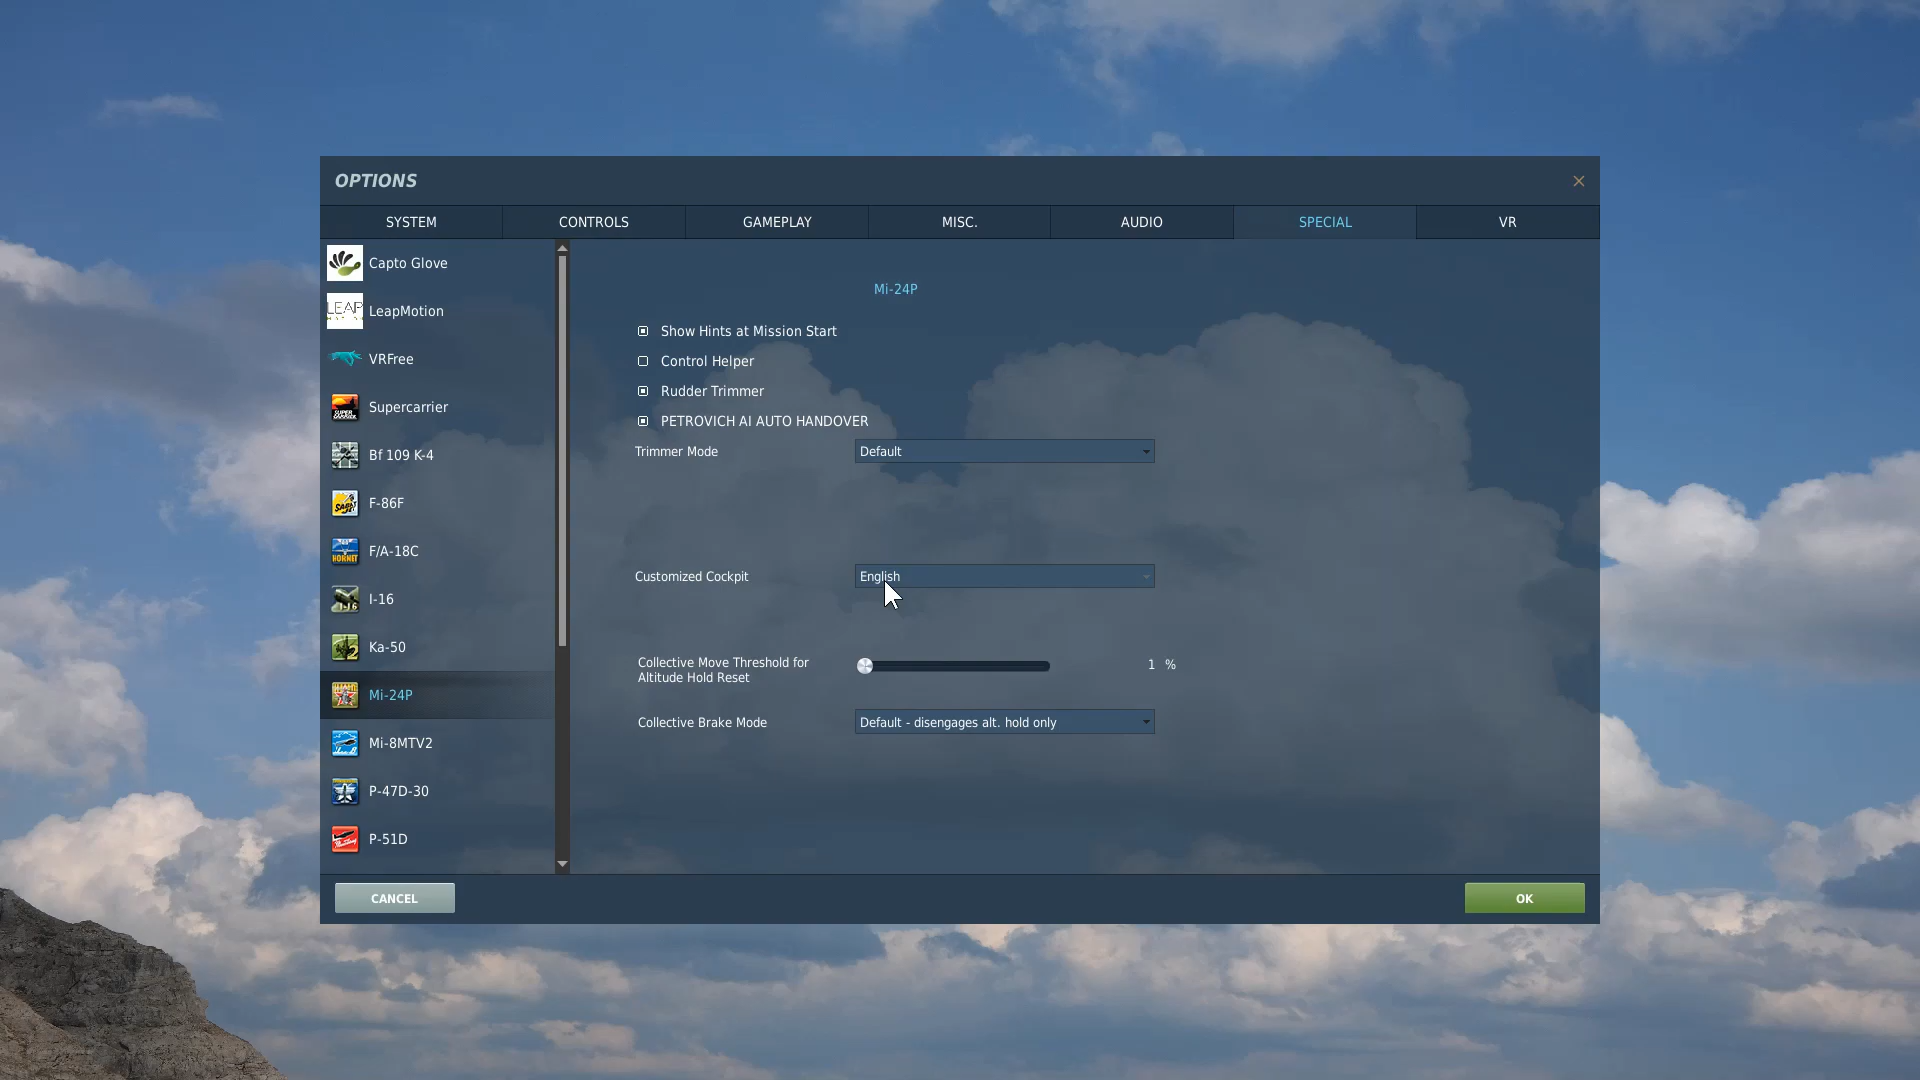 OPTIONS
SYSTEM
CONTROLS
GAMEPLAY
MISC.
AUDIO
SPECIAL
VR
Capto Glove
LEAP
LeapMotion
VRFree
Supercarrier
Bf 109 K-4
F-86F
F/A-18C
I-16
Ka-50
Mi-24P
Mi-8MTV2
P-47D-30
P-51D
Mi-24P
Show Hints at Mission Start
Control Helper
Rudder Trimmer
PETROVICH AI AUTO HANDOVER
Trimmer Mode
Default
Customized Cockpit
English
Collective Move Threshold for
Altitude Hold Reset
1 %
Collective Brake Mode
Default - disengages alt. hold only
CANCEL
OK